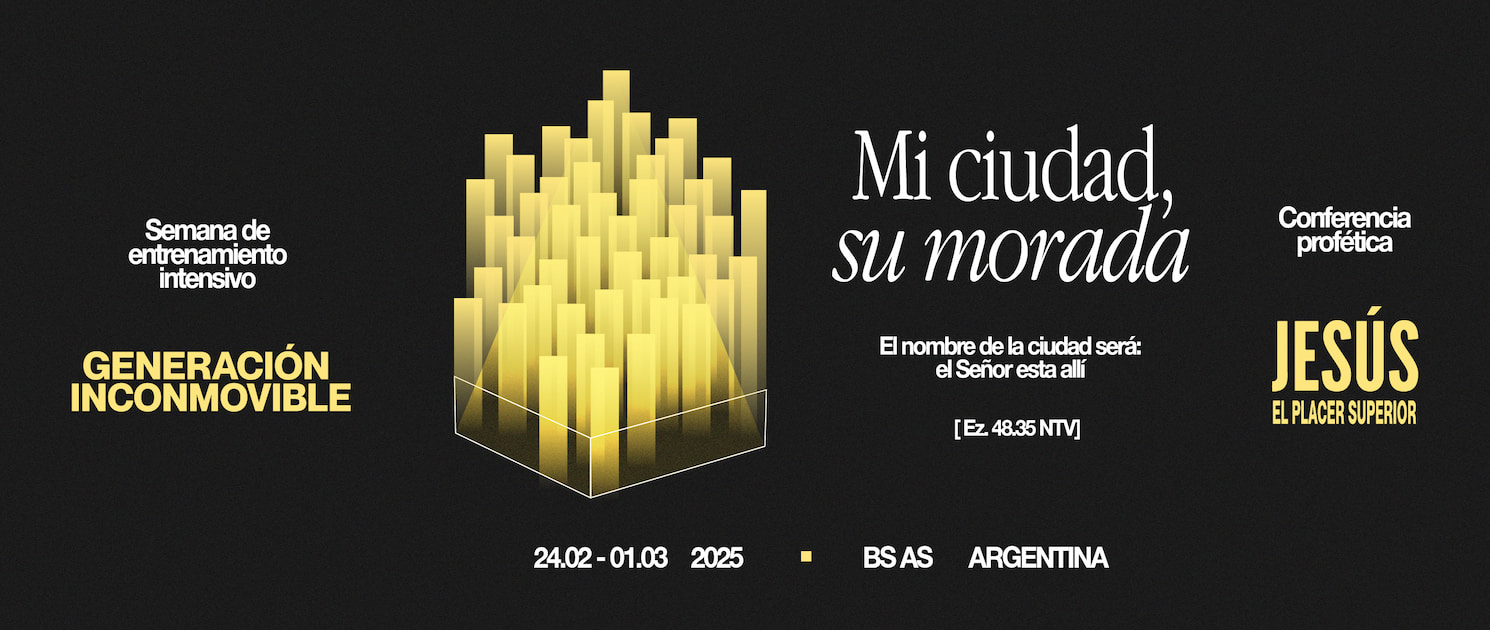 Semana de
entrenamiento
intensivo
GENERACIÓN
INCONMOVIBLE
Mi ciudad,
su morada
El nombre de la ciudad será:
el Señor esta allí
[ Ez. 48.35 NTV]
Conferencia
profética
JESÚS
EL PLACER SUPERIOR
24.02 - 01.03 2025 BS AS ARGENTINA